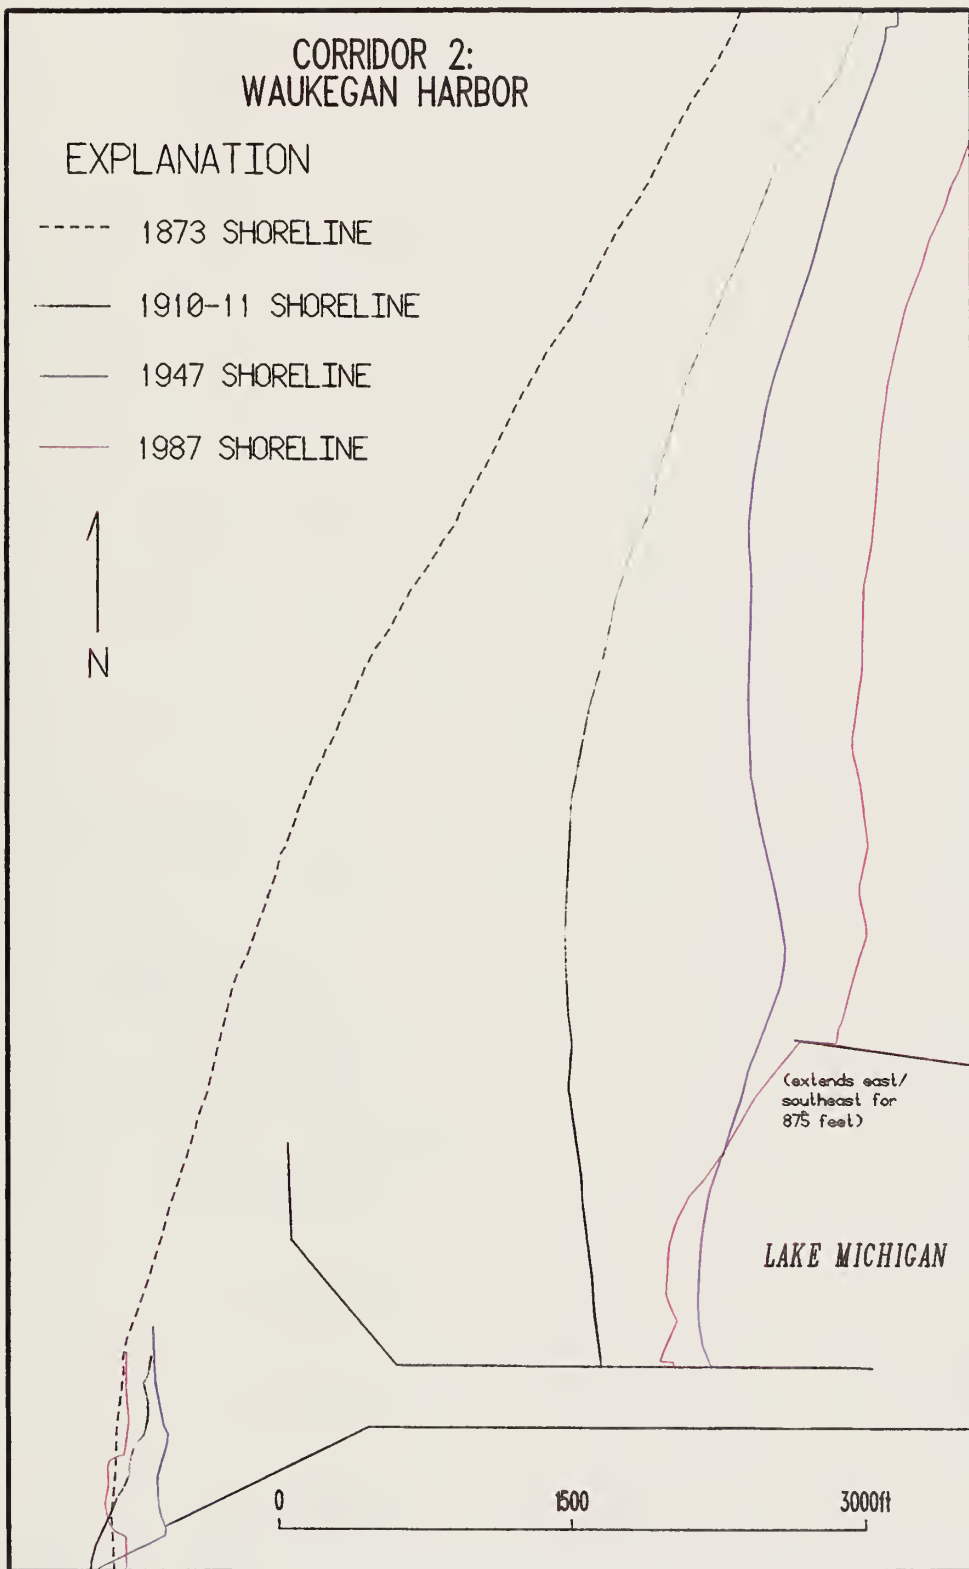 CORRIDOR 2:
WAUKEGAN HARBOR
EXPLANATION
1873 SHORELINE
1910-11 SHORELINE
1947 SHORELINE
1987 SHORELINE
N
(extends east/
southeast for
875 feet)
LAKE MICHIGAN
0 1500 3000ft